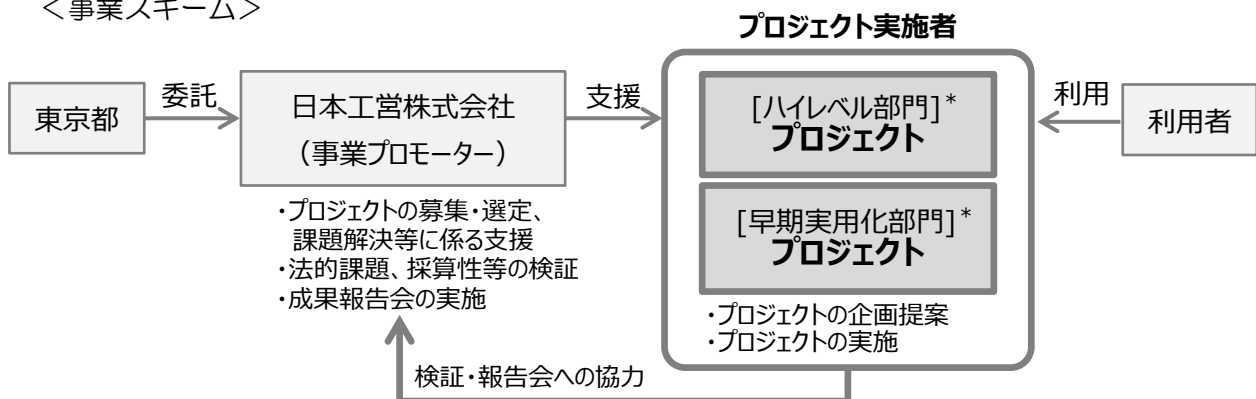 ＜事業スキーム＞
プロジェクト実施者
東京都
委託
日本工営株式会社
（事業プロモーター）
支援
[ハイレベル部門]*
プロジェクト
[早期実用化部門]*
プロジェクト
利用
利用者
・プロジェクトの募集・選定、
課題解決等に係る支援
・法的課題、採算性等の検証
・成果報告会の実施
・プロジェクトの企画提案
・プロジェクトの実施
検証・報告会への協力